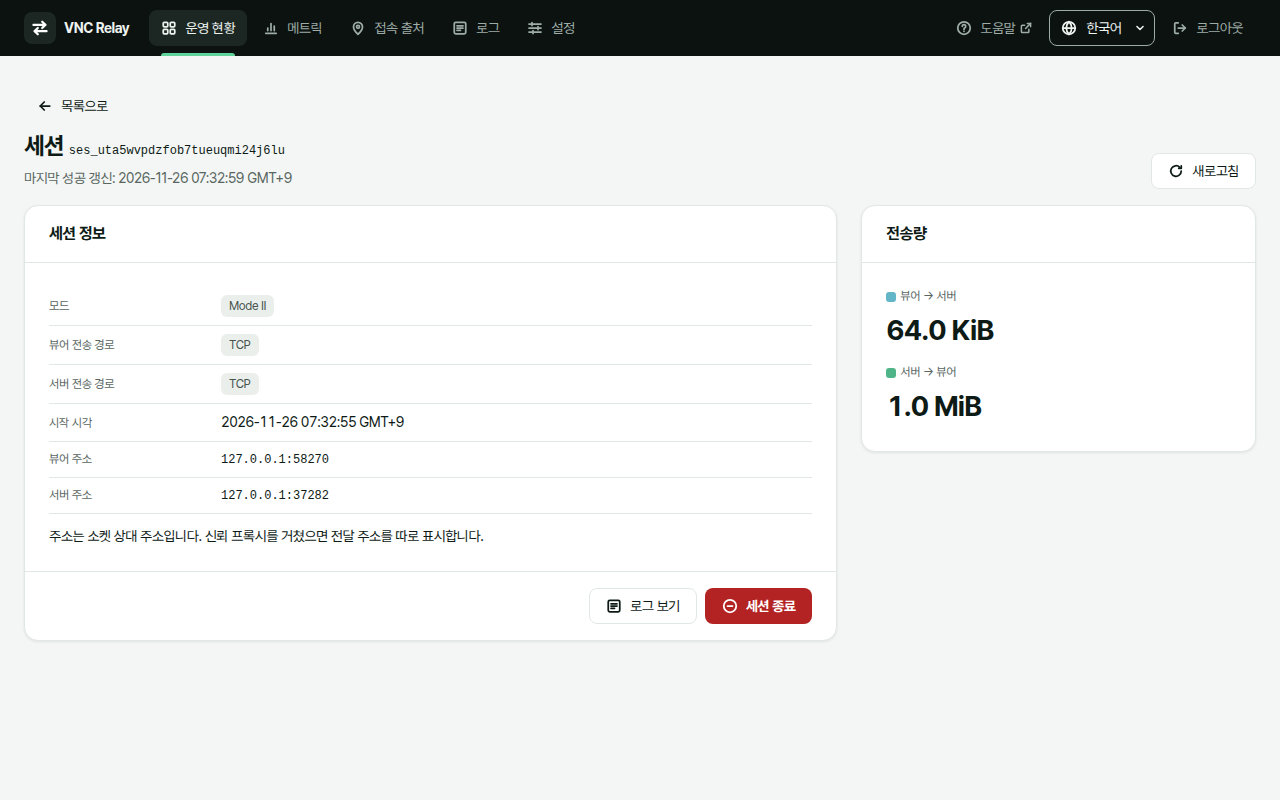 VNC Relay
운영 현황
메트릭
접속 출처
로그
설정
도움말
한국어
로그아웃
목록으로
세션 ses_uta5wvpdzfob7tueuqmi24j6lu
마지막 성공 갱신: 2026-11-26 07:32:59 GMT+9
새로고침
세션 정보
모드 Mode II
뷰어 전송 경로 TCP
서버 전송 경로 TCP
시작 시각 2026-11-26 07:32:55 GMT+9
뷰어 주소 127.0.0.1:58270
서버 주소 127.0.0.1:37282
주소는 소켓 상대 주소입니다. 신뢰 프록시를 거쳤으면 전달 주소를 따로 표시합니다.
로그 보기
세션 종료
전송량
뷰어 → 서버
64.0 KiB
서버 → 뷰어
1.0 MiB